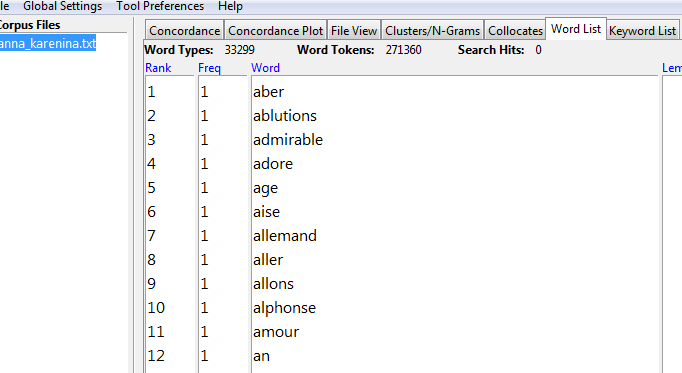 le Global Settings Tool Preferences Help
Corpus Files
anna_karenina.txt
Concordance Concordance Plot File View Clusters/N-Grams Collocates Word List Keyword List
Word Types: 33299 Word Tokens: 271360 Search Hits: 0
Rank Freq Word Lem
1 1 aber
2 1 ablutions
3 1 admirable
4 1 adore
5 1 age
6 1 aise
7 1 allemand
8 1 aller
9 1 allons
10 1 alphonse
11 1 amour
12 1 an